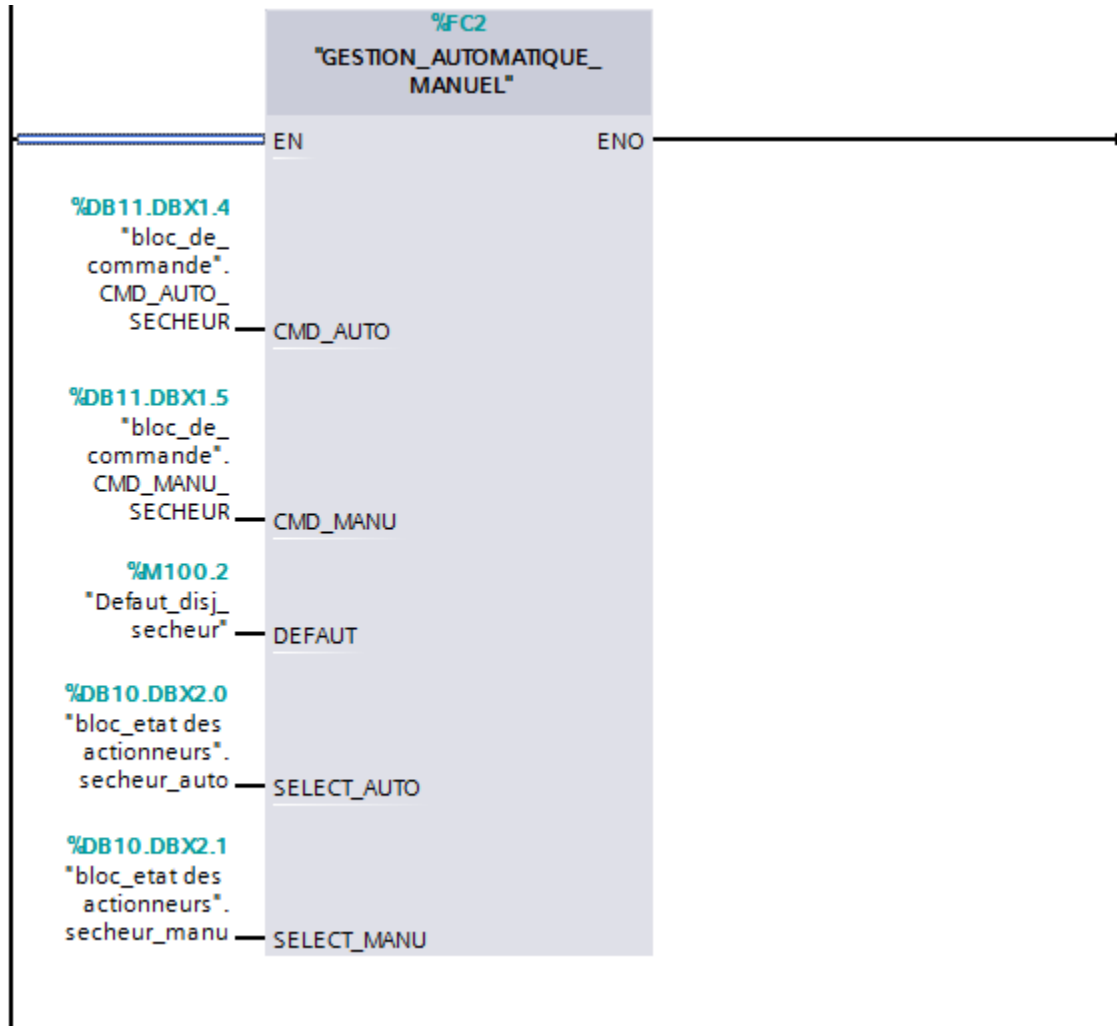 %FC2
"GESTION_AUTOMATIQUE_
MANUEL"
EN ENO
%DB11.DBX1.4
"bloc_de_
commande".
CMD_AUTO_
SECHEUR CMD_AUTO
%DB11.DBX1.5
"bloc_de_
commande".
CMD_MANU_
SECHEUR CMD_MANU
%M100.2
"Defaut_disj_
secheur" DEFAUT
%DB10.DBX2.0
"bloc_etat des
actionneurs".
secheur_auto SELECT_AUTO
%DB10.DBX2.1
"bloc_etat des
actionneurs".
secheur_manu SELECT_MANU